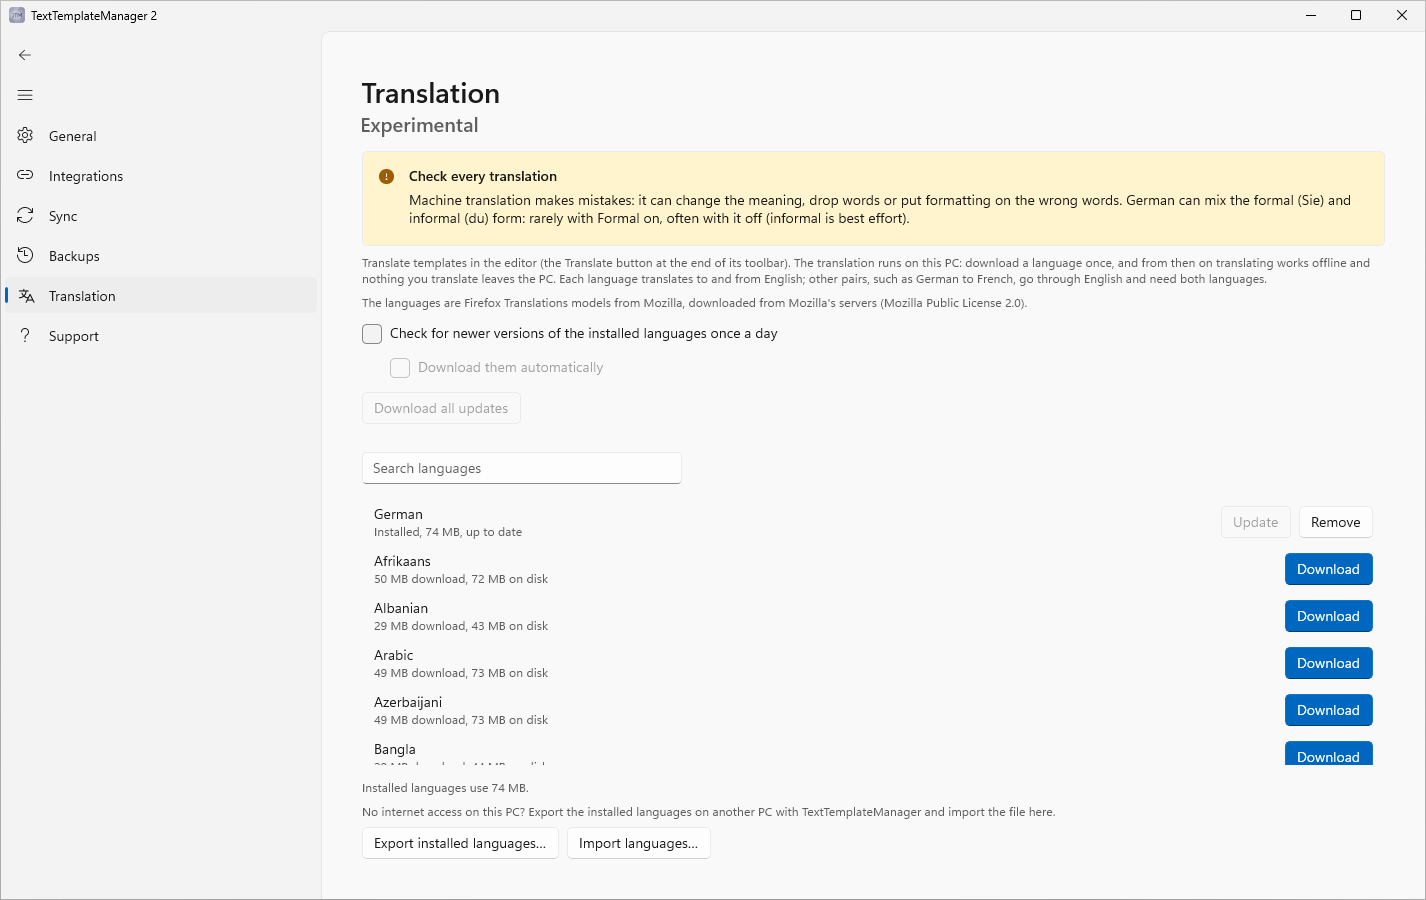 TextTemplateManager 2
General
Integrations
Sync
Backups
Translation
Support
Translation
Experimental
Check every translation
Machine translation makes mistakes: it can change the meaning, drop words or put formatting on the wrong words. German can mix the formal (Sie) and
informal (du) form: rarely with Formal on, often with it off (informal is best effort).
Translate templates in the editor (the Translate button at the end of its toolbar). The translation runs on this PC: download a language once, and from then on translating works offline and
nothing you translate leaves the PC. Each language translates to and from English; other pairs, such as German to French, go through English and need both languages.
The languages are Firefox Translations models from Mozilla, downloaded from Mozilla's servers (Mozilla Public License 2.0).
Check for newer versions of the installed languages once a day
Download them automatically
Download all updates
Search languages
German
Installed, 74 MB, up to date
Update
Remove
Afrikaans
50 MB download, 72 MB on disk
Download
Albanian
29 MB download, 43 MB on disk
Download
Arabic
49 MB download, 73 MB on disk
Download
Azerbaijani
49 MB download, 73 MB on disk
Download
Bangla
Download
Installed languages use 74 MB.
No internet access on this PC? Export the installed languages on another PC with TextTemplateManager and import the file here.
Export installed languages...
Import languages...